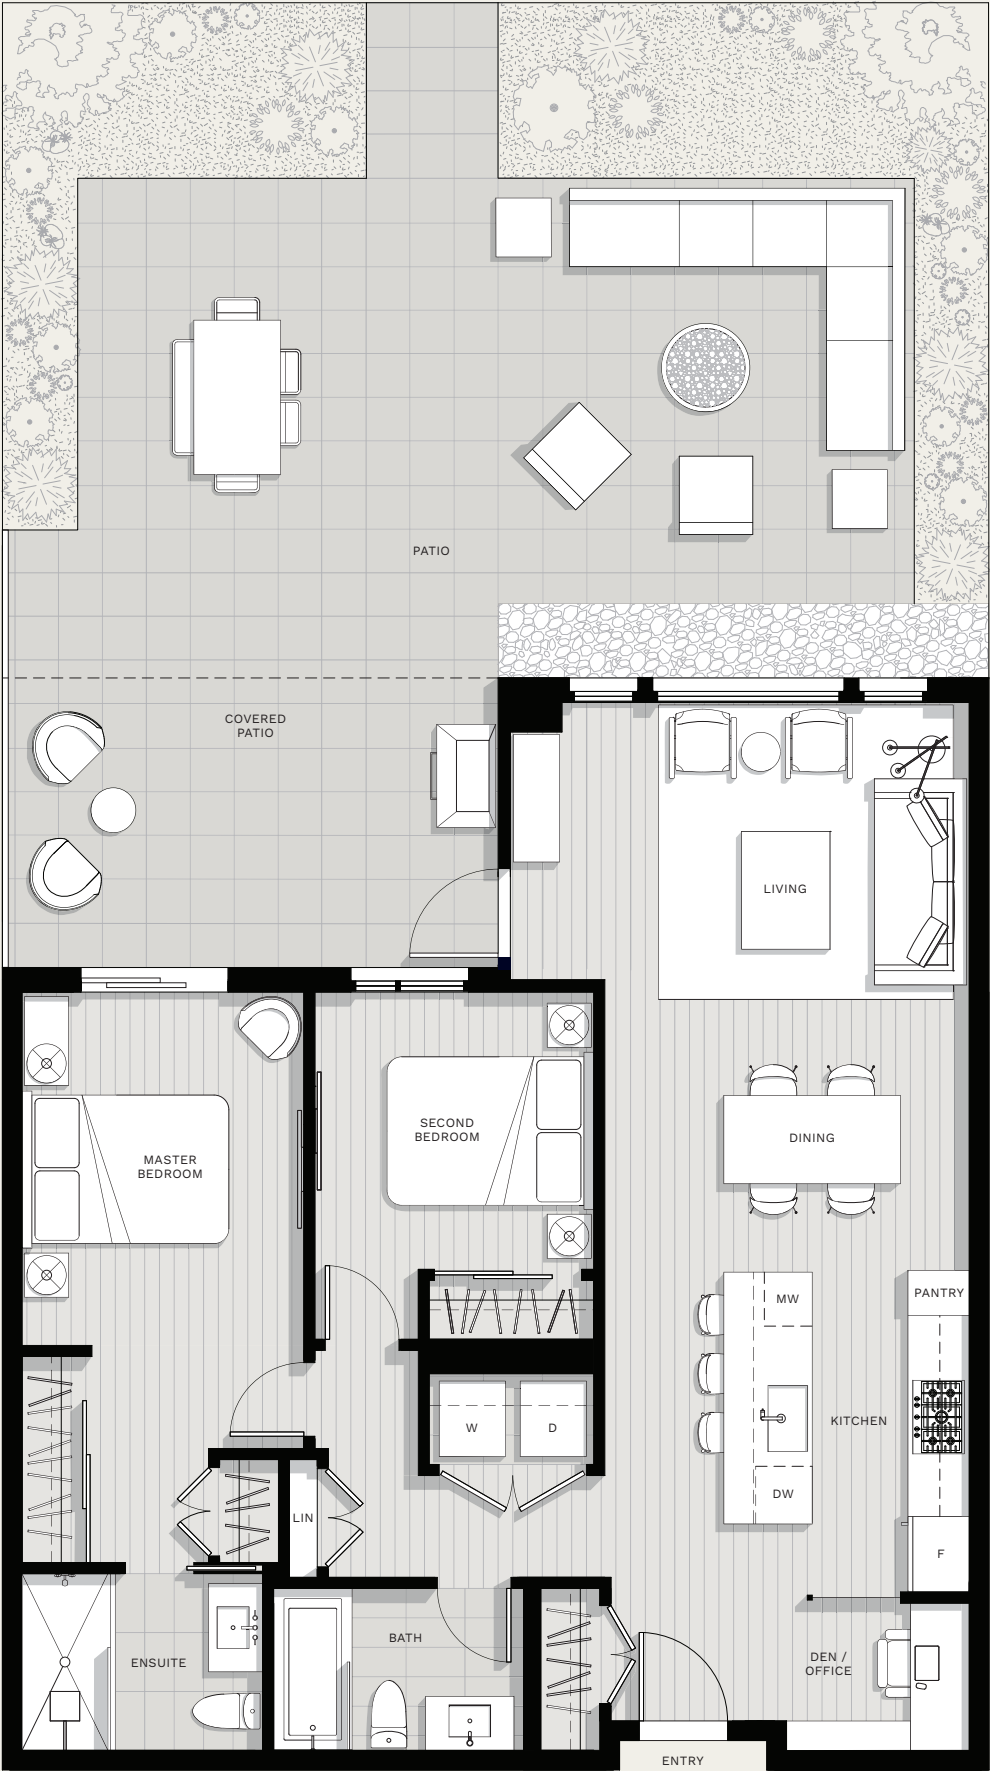 PATIO
COVERED
PATIO
LIVING
SECOND
BEDROOM
DINING
MASTER
BEDROOM
PANTRY
MW
KITCHEN
W
D
DW
LIN
F
BATH
ENSUITE
DEN /
OFFICE
ENTRY